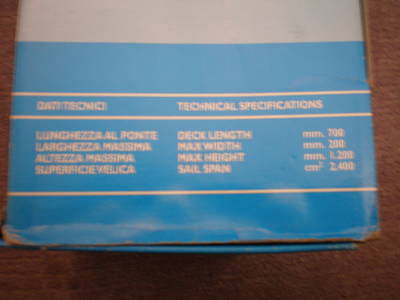 DATI TECNICI TECHNICAL SPECIFICATIONS
LUNGHEZZA AL PONTE DECK LENGTH mm. 700
LARGHEZZA MASSIMA MAX WIDTH mm. 200
ALTEZZA MASSIMA MAX HEIGHT mm. 1.200
SUPERFICIE VELICA SAIL SPAN cm² 2.400